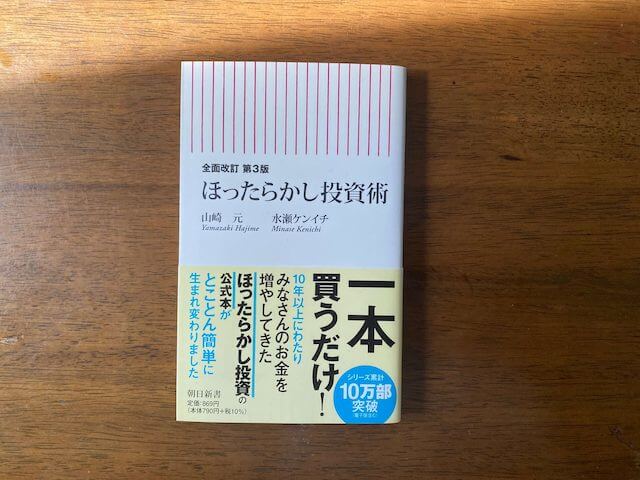 全面改訂 第3版
ほったらかし投資術
山崎 元 水瀬ケンイチ
Yamazaki Hajime Minase Kenichi
一本
買うだけ!
10年以上にわたり
みなさんのお金を
増やしてきた
ほったらかし投資の
公式本が
とことん簡単に
生まれ変わりました
シリーズ累計
10万部
突破
(電子版含む)
朝日新書
定価:869円
(本体790円+税10%)